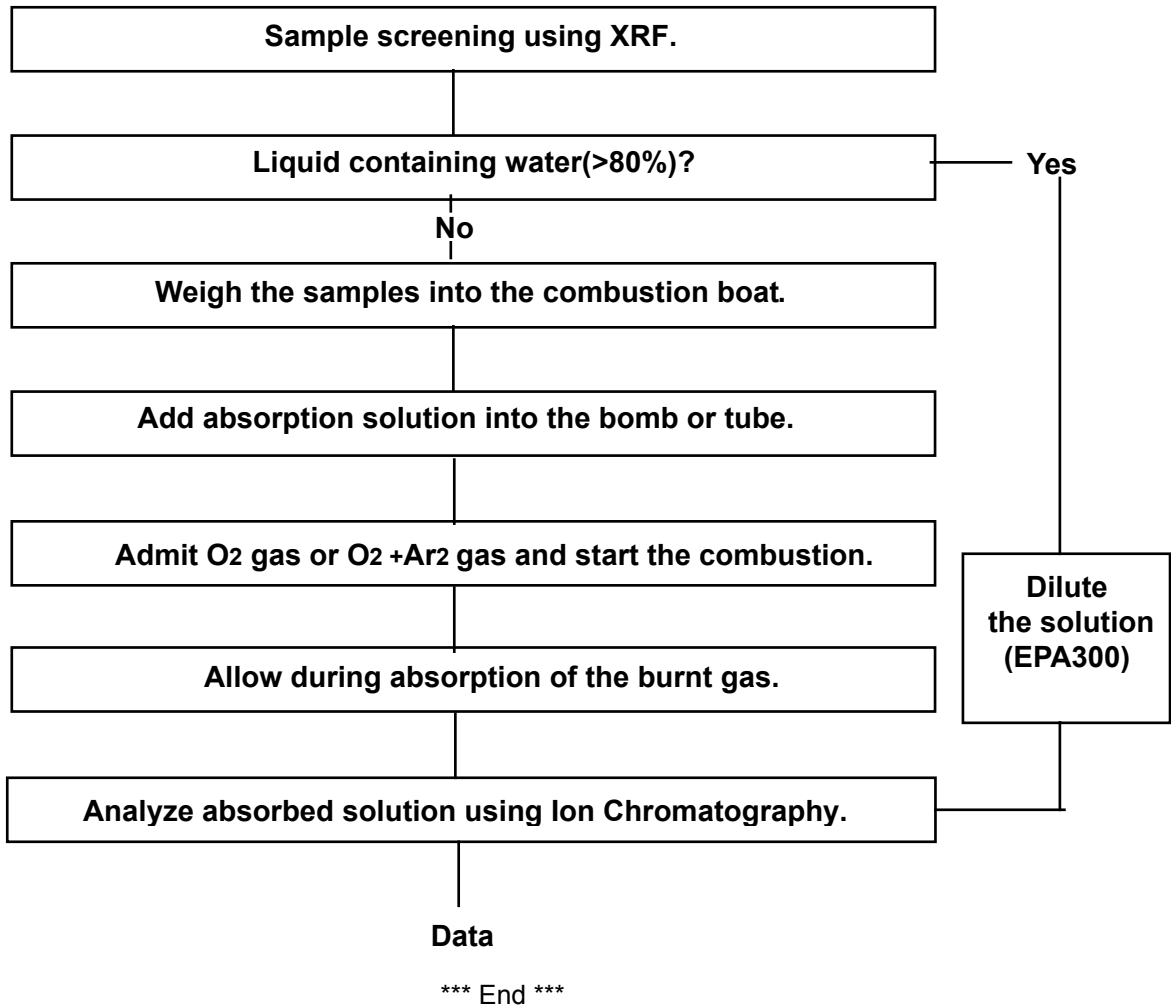 Sample screening using XRF.
Liquid containing water(>80%)?
Yes
No
Weigh the samples into the combustion boat.
Add absorption solution into the bomb or tube.
Admit O2 gas or O2 +Ar2 gas and start the combustion.
Dilute
the solution
(EPA300)
Allow during absorption of the burnt gas.
Analyze absorbed solution using Ion Chromatography.
Data
*** End ***